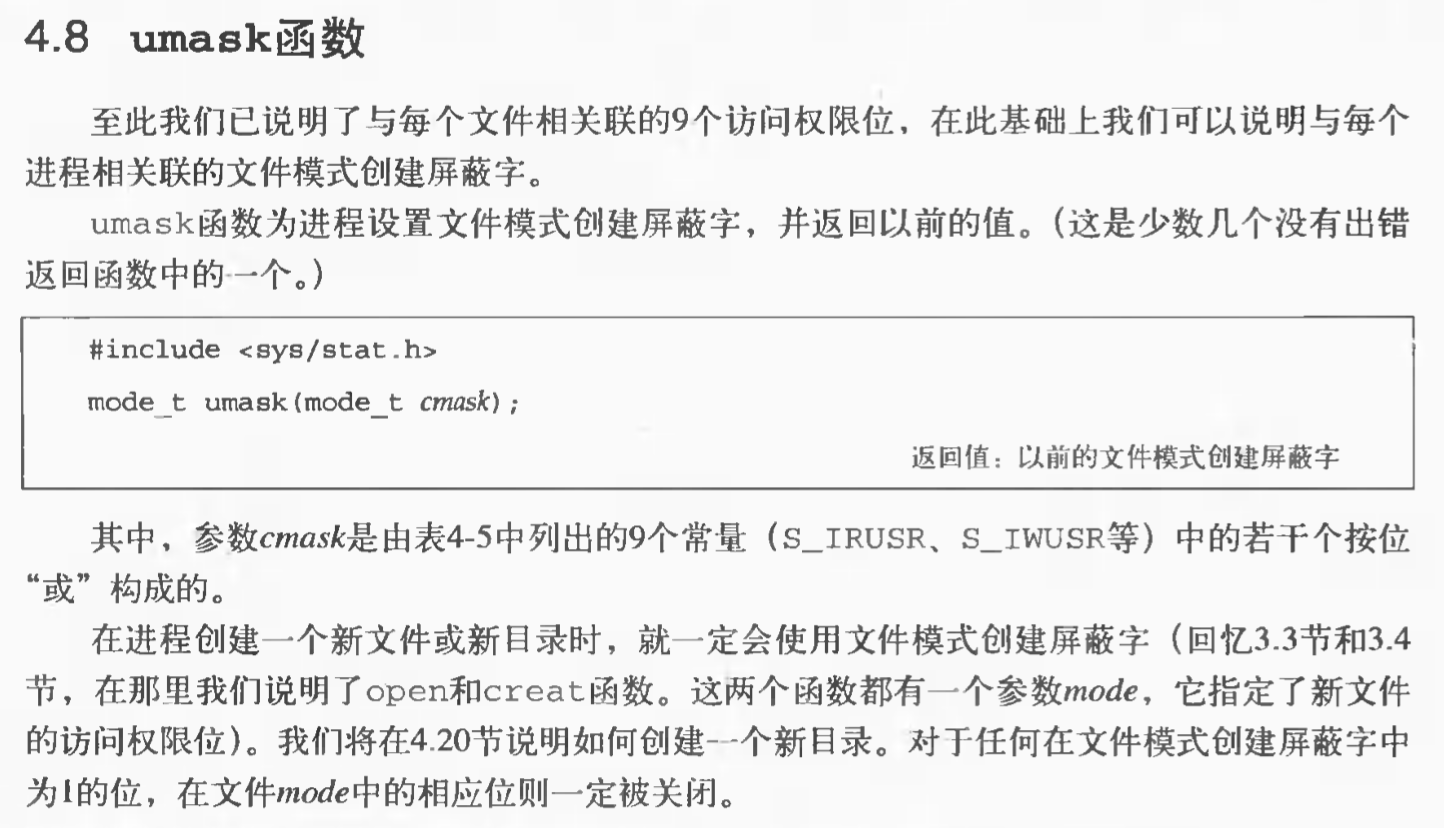 4.8 umask函数
至此我们已说明了与每个文件相关联的9个访问权限位，在此基础上我们可以说明与每个
进程相关联的文件模式创建屏蔽字。
umask函数为进程设置文件模式创建屏蔽字，并返回以前的值。（这是少数几个没有出错
返回函数中的一个。）
#include <sys/stat.h>
mode_t umask(mode_t cmask);
返回值：以前的文件模式创建屏蔽字
其中，参数cmask是由表4-5中列出的9个常量（S_IRUSR、S_IWUSR等）中的若干个按位
“或”构成的。
在进程创建一个新文件或新目录时，就一定会使用文件模式创建屏蔽字（回忆3.3节和3.4
节，在那里我们说明了open和creat函数。这两个函数都有一个参数mode，它指定了新文件
的访问权限位）。我们将在4.20节说明如何创建一个新目录。对于任何在文件模式创建屏蔽字中
为1的位，在文件mode中的相应位则一定被关闭。